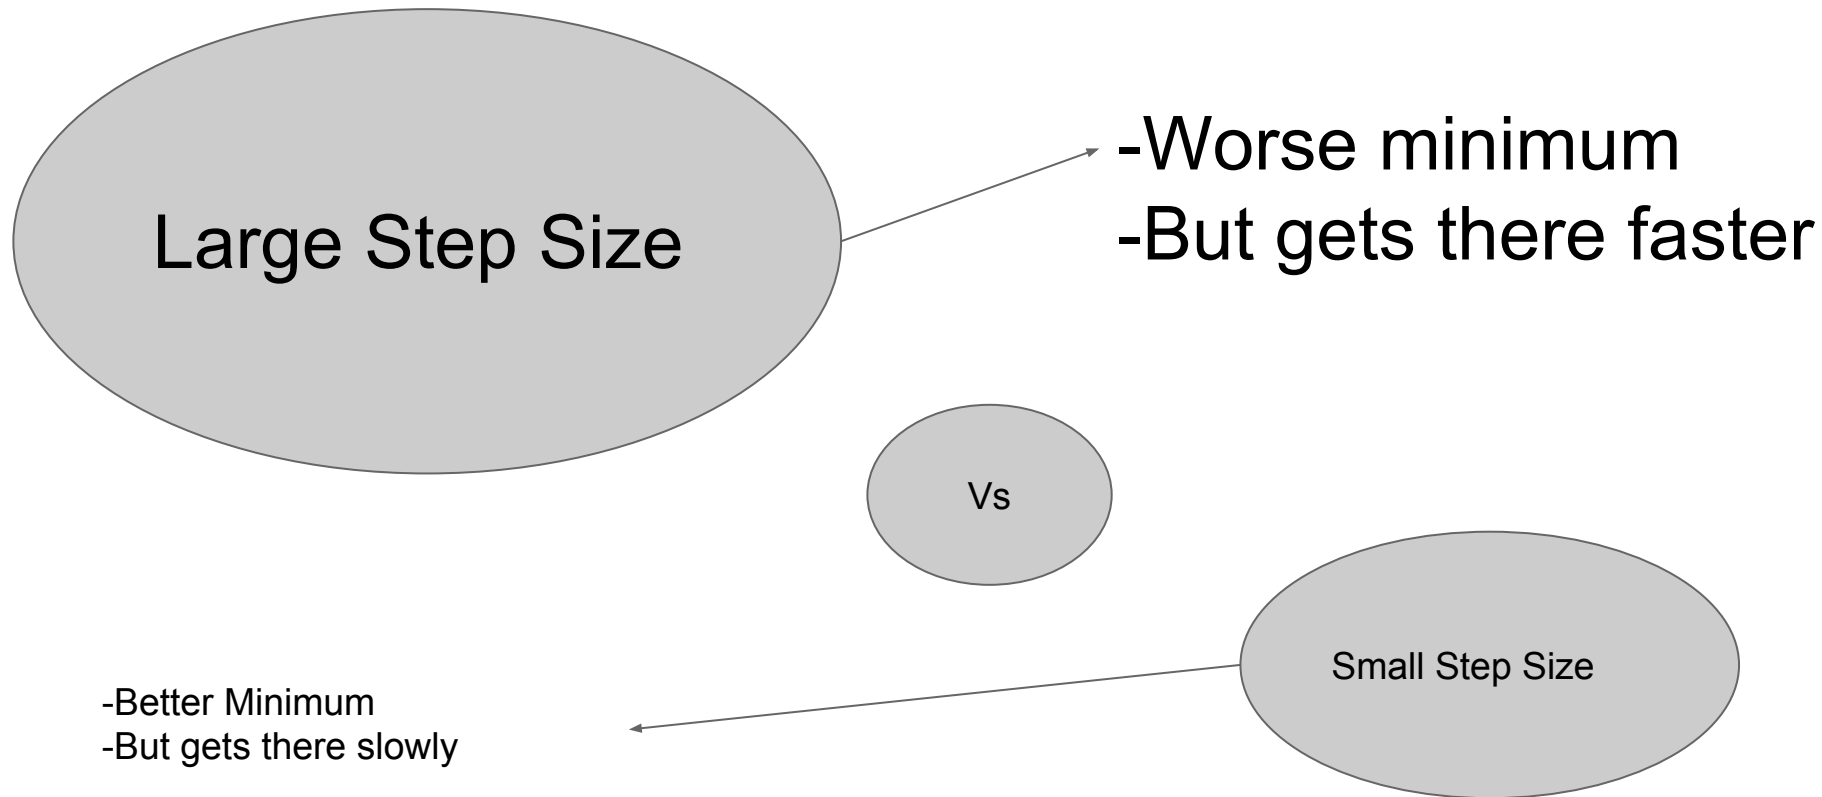 Large Step Size
-Worse minimum
-But gets there faster
Vs
Small Step Size
-Better Minimum
-But gets there slowly